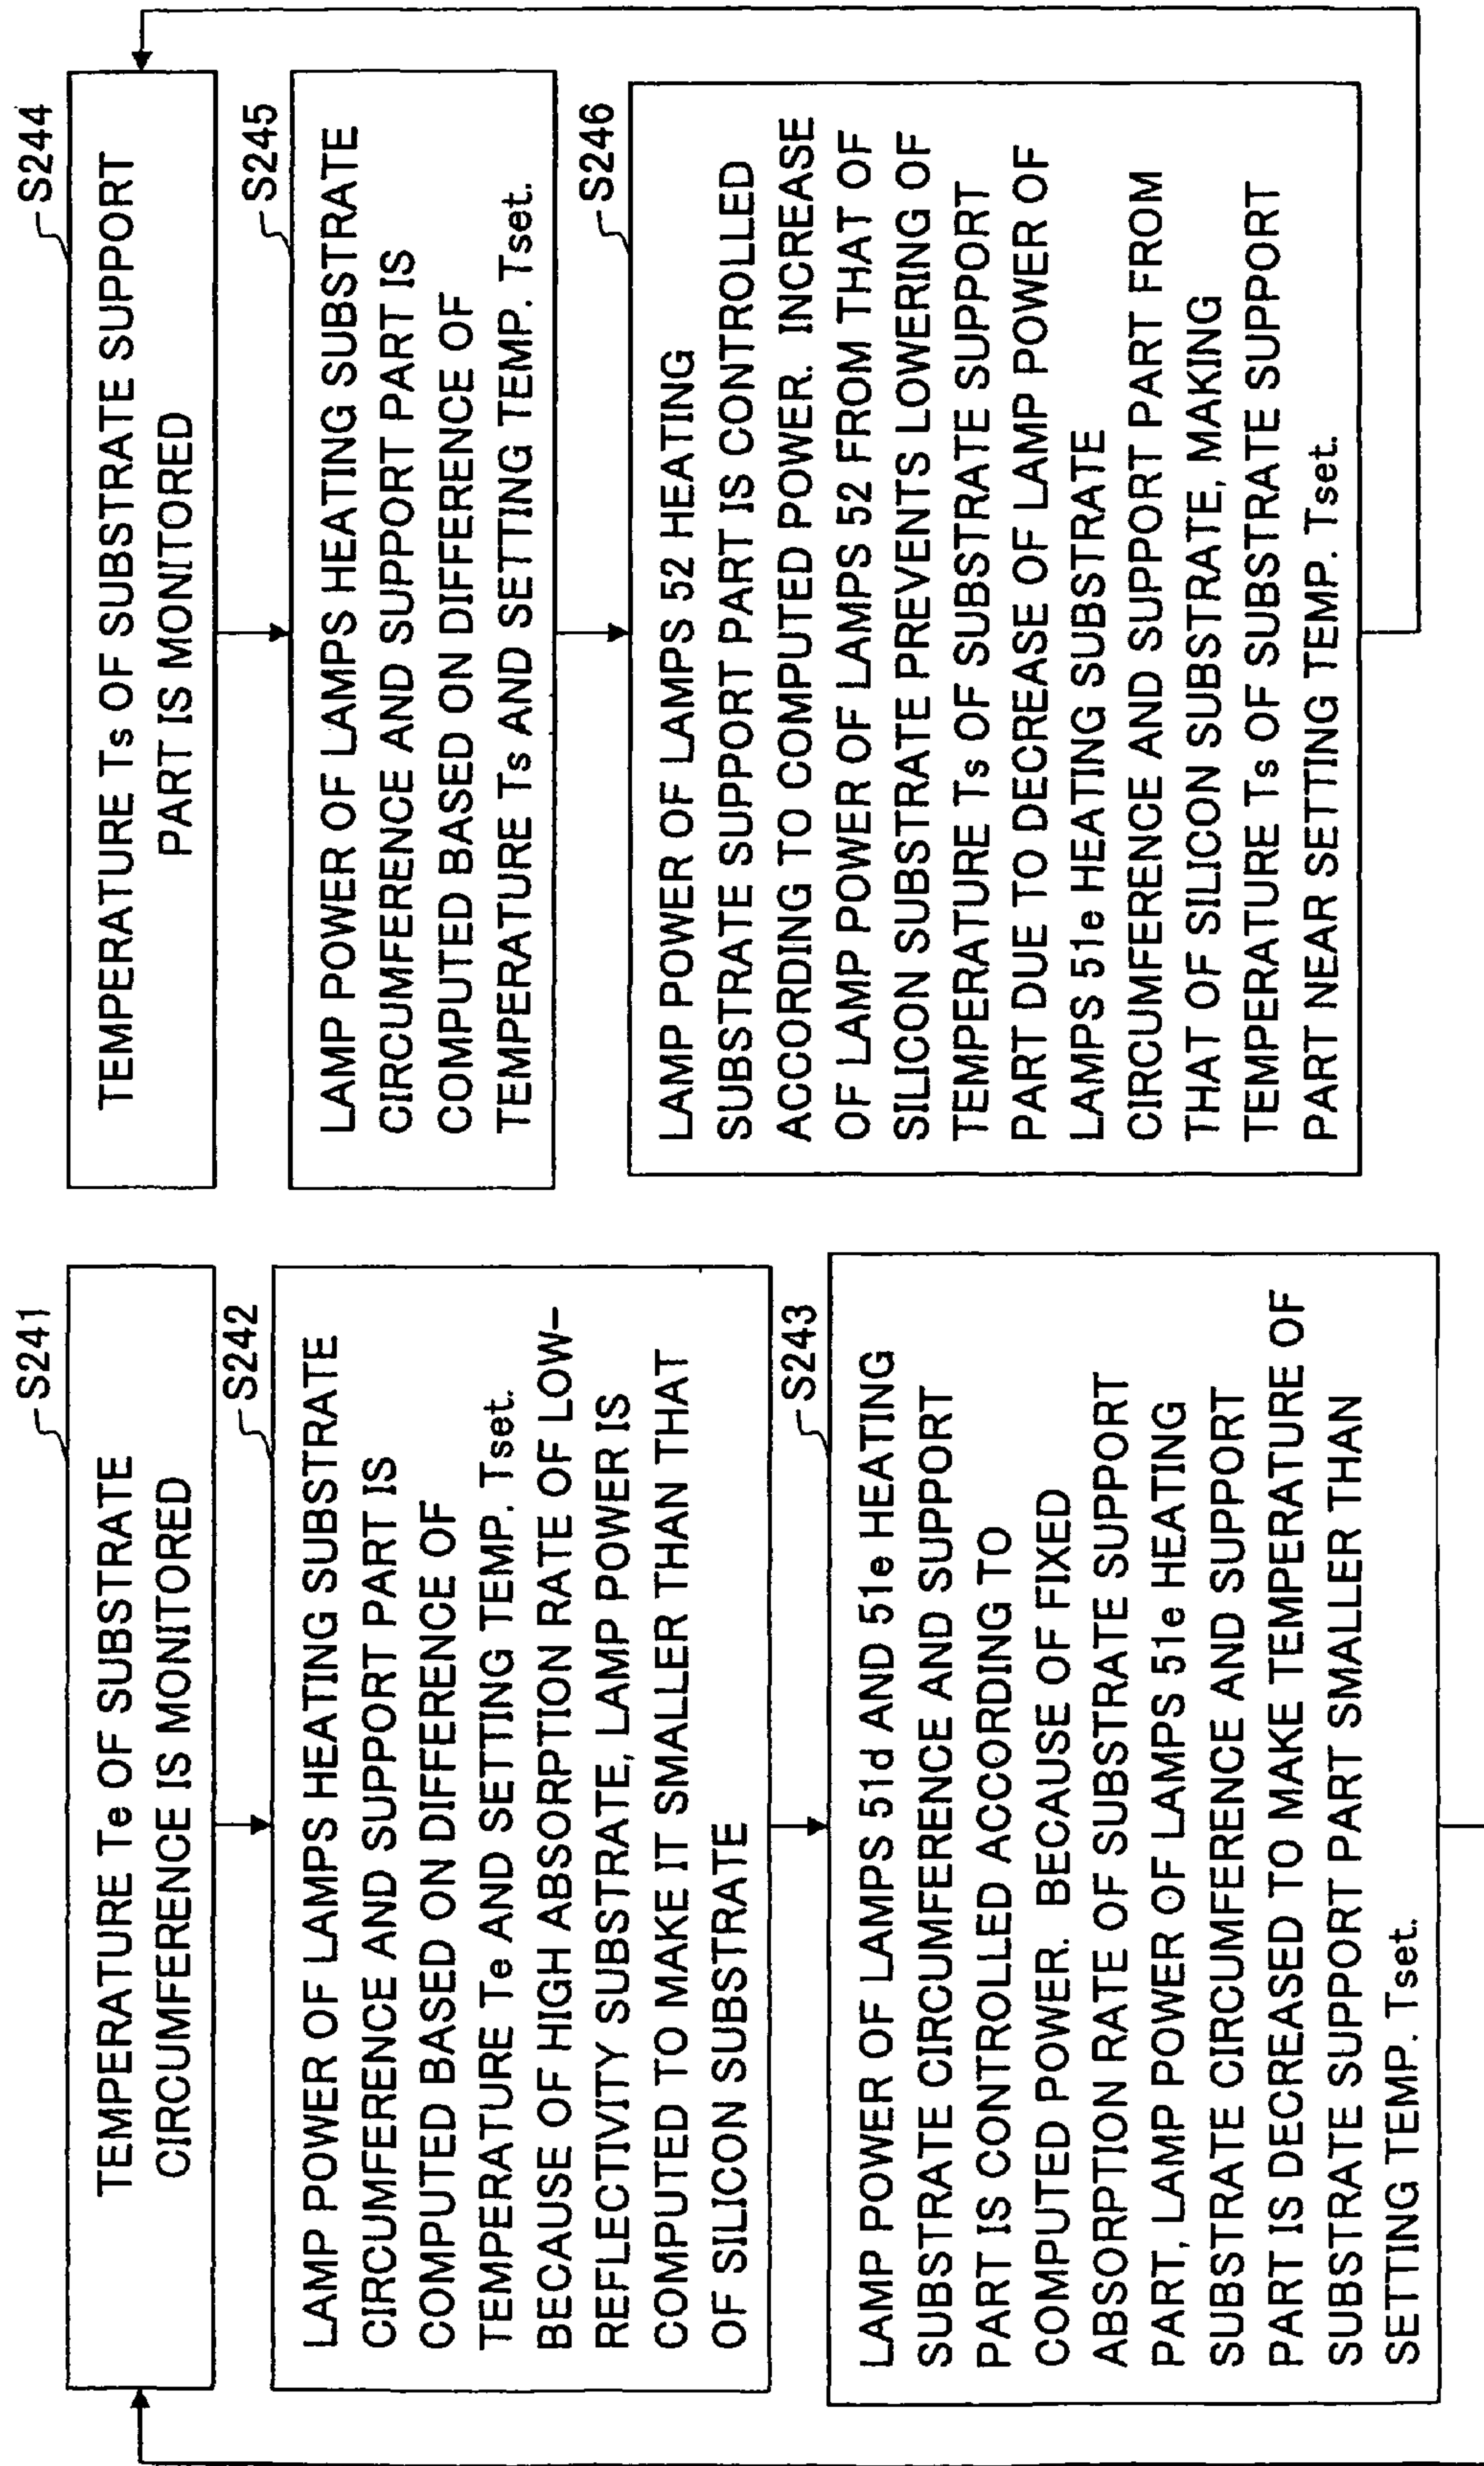 S241
TEMPERATURE Te OF SUBSTRATE
CIRCUMFERENCE IS MONITORED
S242
LAMP POWER OF LAMPS HEATING SUBSTRATE
CIRCUMFERENCE AND SUPPORT PART IS
COMPUTED BASED ON DIFFERENCE OF
TEMPERATURE Te AND SETTING TEMP. Tset.
BECAUSE OF HIGH ABSORPTION RATE OF LOW-
REFLECTIVITY SUBSTRATE, LAMP POWER IS
COMPUTED TO MAKE IT SMALLER THAN THAT
OF SILICON SUBSTRATE
S243
LAMP POWER OF LAMPS 51d AND 51e HEATING
SUBSTRATE CIRCUMFERENCE AND SUPPORT
PART IS CONTROLLED ACCORDING TO
COMPUTED POWER. BECAUSE OF FIXED
ABSORPTION RATE OF SUBSTRATE SUPPORT
PART, LAMP POWER OF LAMPS 51e HEATING
SUBSTRATE CIRCUMFERENCE AND SUPPORT
PART IS DECREASED TO MAKE TEMPERATURE OF
SUBSTRATE SUPPORT PART SMALLER THAN
SETTING TEMP. Tset.
S244
TEMPERATURE Ts OF SUBSTRATE SUPPORT
PART IS MONITORED
S245
LAMP POWER OF LAMPS HEATING SUBSTRATE
CIRCUMFERENCE AND SUPPORT PART IS
COMPUTED BASED ON DIFFERENCE OF
TEMPERATURE Ts AND SETTING TEMP. Tset.
S246
LAMP POWER OF LAMPS 52 HEATING
SUBSTRATE SUPPORT PART IS CONTROLLED
ACCORDING TO COMPUTED POWER. INCREASE
OF LAMP POWER OF LAMPS 52 FROM THAT OF
SILICON SUBSTRATE PREVENTS LOWERING OF
TEMPERATURE Ts OF SUBSTRATE SUPPORT
PART DUE TO DECREASE OF LAMP POWER OF
LAMPS 51e HEATING SUBSTRATE
CIRCUMFERENCE AND SUPPORT PART FROM
THAT OF SILICON SUBSTRATE, MAKING
TEMPERATURE Ts OF SUBSTRATE SUPPORT
PART NEAR SETTING TEMP. Tset.